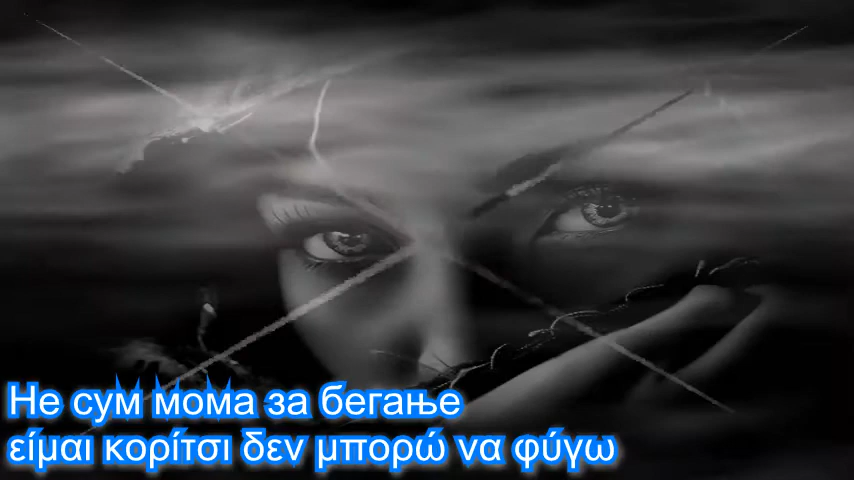 Не сум мома за бегање
είμαι κορίτσι δεν μπορώ να φύγω